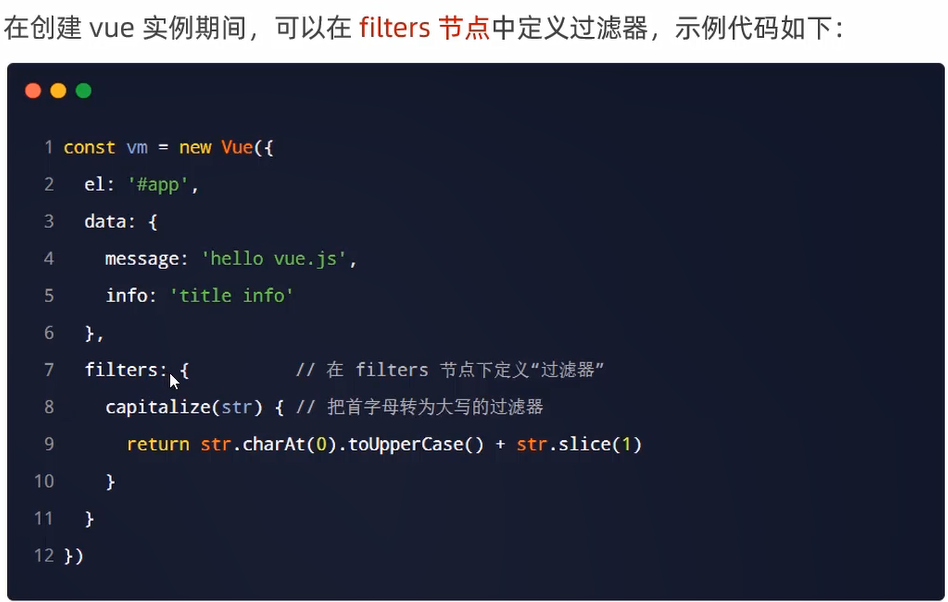 在创建 vue 实例期间，可以在 filters 节点中定义过滤器，示例代码如下：
1 const vm = new Vue({
2   el: '#app',
3   data: {
4     message: 'hello vue.js',
5     info: 'title info'
6   },
7   filters: {          // 在 filters 节点下定义“过滤器”
8     capitalize(str) { // 把首字母转为大写的过滤器
9       return str.charAt(0).toUpperCase() + str.slice(1)
10     }
11   }
12 })